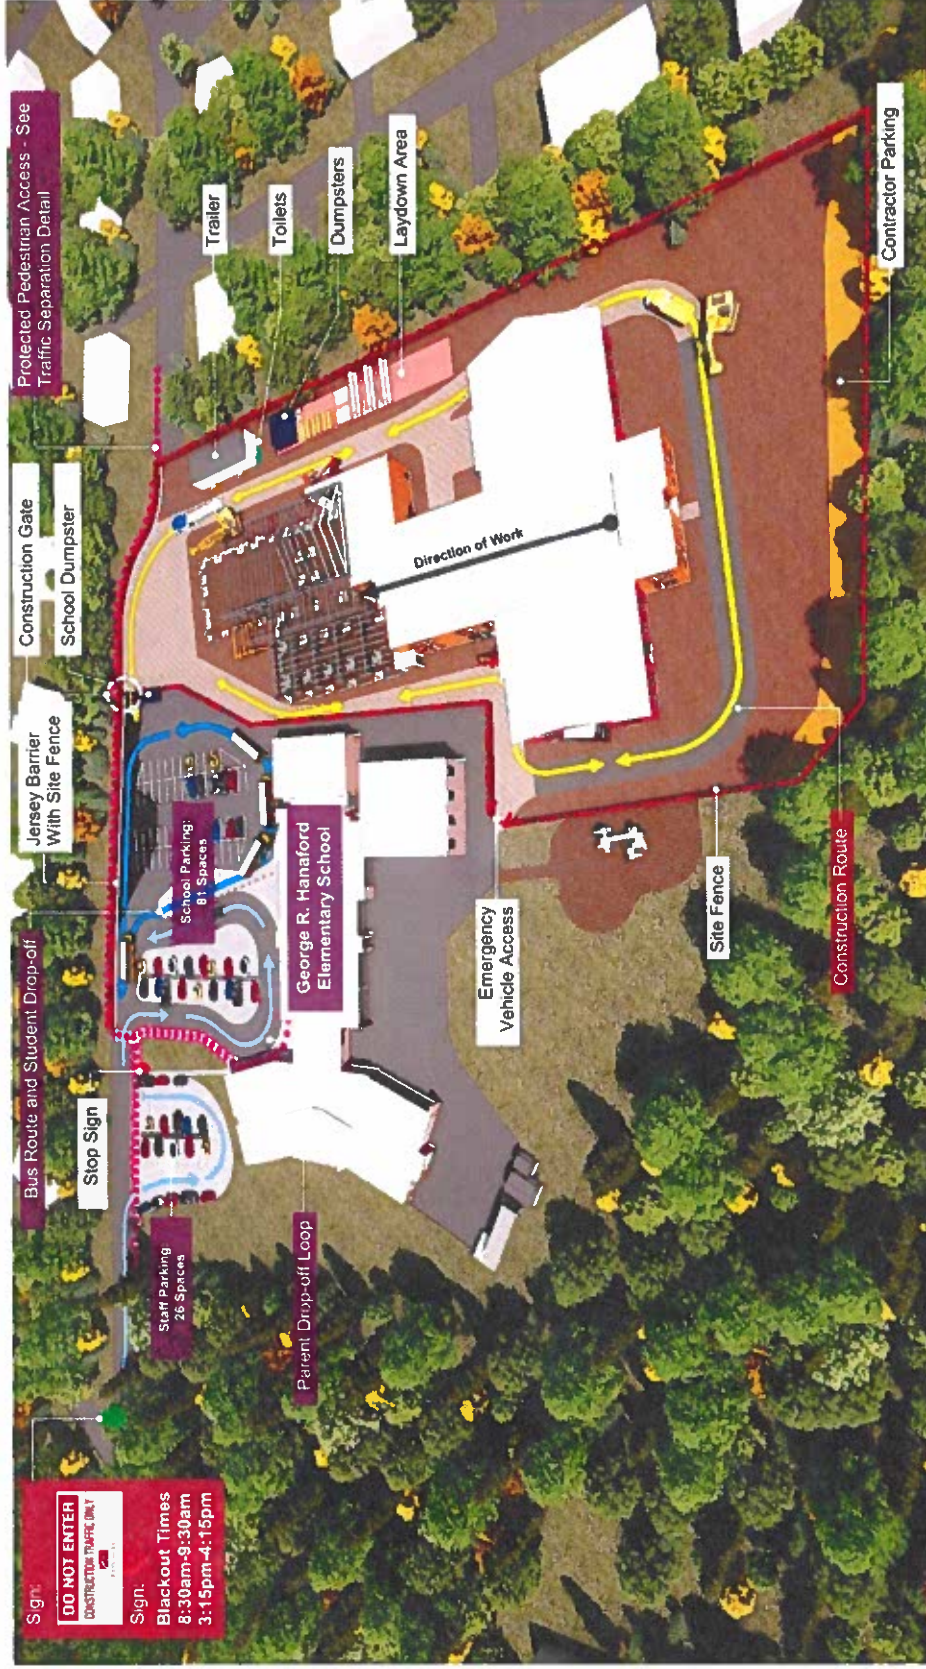 Sign:
DO NOT ENTER
CONSTRUCTION TRAFFIC ONLY
Sign:
Blackout Times
8:30am-9:30am
3:15pm-4:15pm
Bus Route and Student Drop-off
Stop Sign
Staff Parking:
26 Spaces
Parent Drop-off Loop
Jersey Barrier
With Site Fence
School Parking:
81 Spaces
George R. Hanaford
Elementary School
Emergency
Vehicle Access
Site Fence
Construction Route
Construction Gate
School Dumpster
Protected Pedestrian Access - See
Traffic Separation Detail
Trailer
Toilets
Dumpsters
Laydown Area
Direction of Work
Contractor Parking